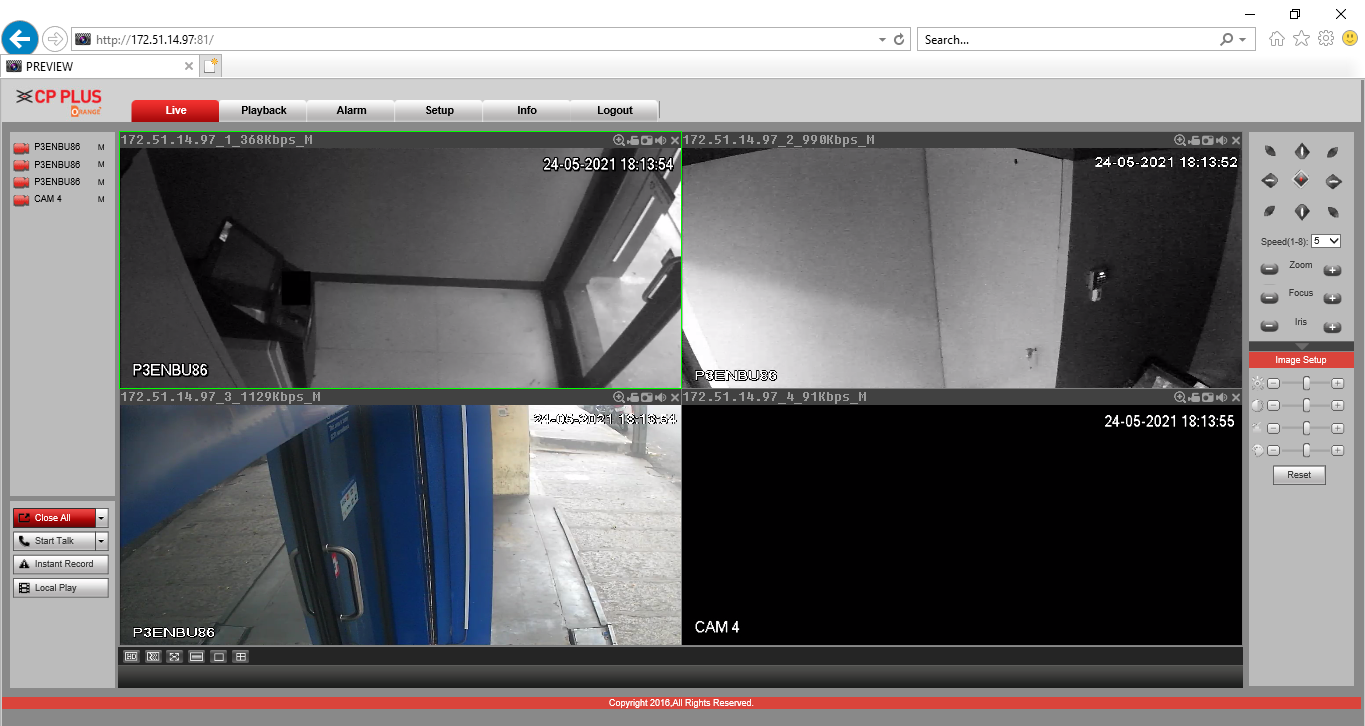 http://172.51.14.97:81/
Search...
PREVIEW
CP PLUS
ORANGE
Live
Playback
Alarm
Setup
Info
Logout
P3ENBU86 M
P3ENBU86 M
P3ENBU86 M
CAM 4 M
172.51.14.97_1_368Kbps_M
24-05-2021 18:13:54
P3ENBU86
172.51.14.97_2_990Kbps_M
24-05-2021 18:13:52
P3ENBU86
172.51.14.97_3_1129Kbps_M
24-05-2021 18:13:54
P3ENBU86
172.51.14.97_4_91Kbps_M
24-05-2021 18:13:55
CAM 4
Speed(1-8): 5
Zoom
Focus
Iris
Image Setup
Reset
Close All
Start Talk
Instant Record
Local Play
Copyright 2016,All Rights Reserved.